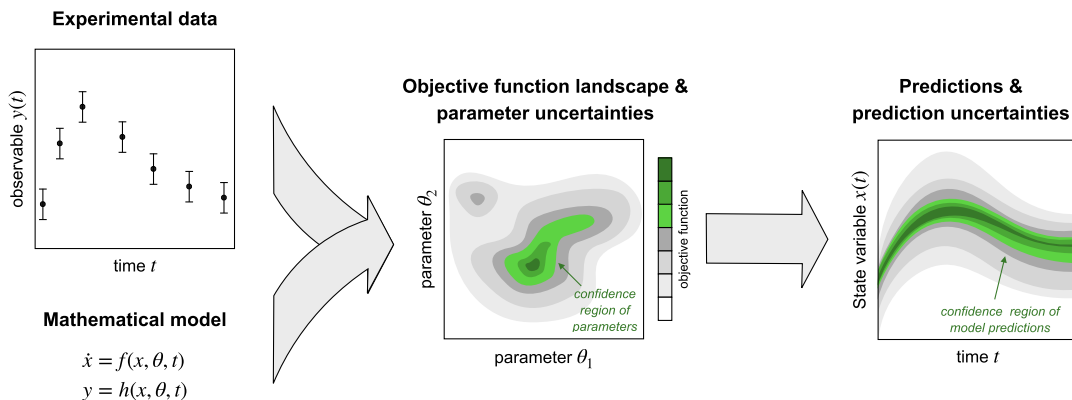 Experimental data
observable y(t)
time t
Mathematical model
ẋ = f(x, θ, t)
y = h(x, θ, t)
Objective function landscape &
parameter uncertainties
parameter θ₂
confidence
region of
parameters
parameter θ₁
objective function
Predictions &
prediction uncertainties
State variable x(t)
confidence region of
model predictions
time t